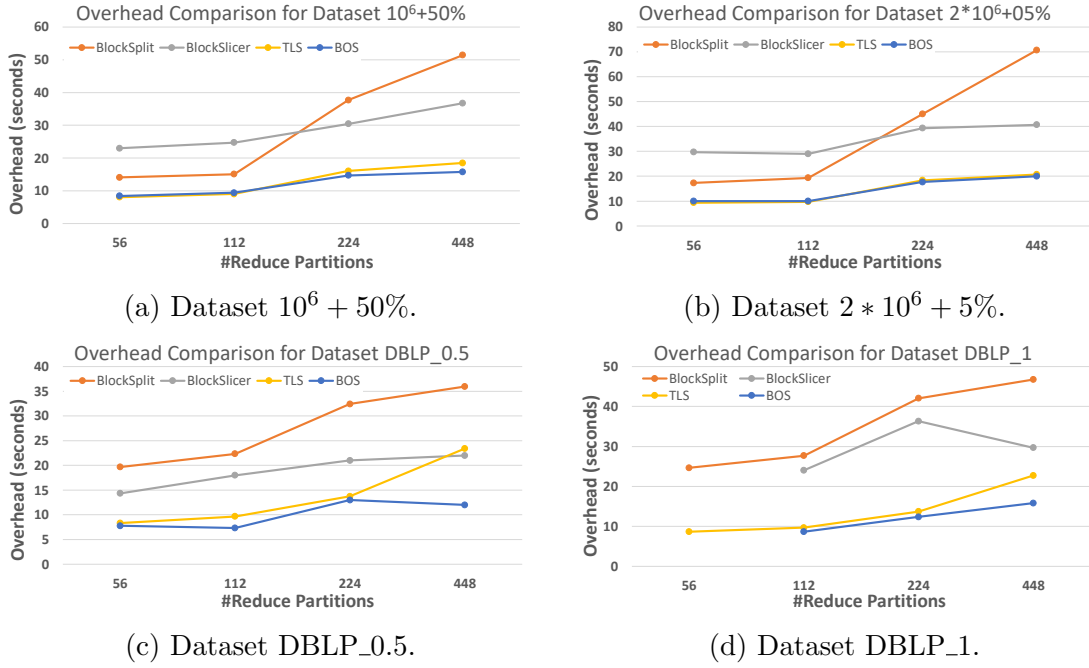 Overhead Comparison for Dataset 10⁶+50%
BlockSplit BlockSlicer TLS BOS
Overhead (seconds)
60
50
40
30
20
10
0
56 112 224 448
#Reduce Partitions
(a) Dataset 10⁶ + 50%.
Overhead Comparison for Dataset 2*10⁶+05%
BlockSplit BlockSlicer TLS BOS
Overhead (seconds)
80
70
60
50
40
30
20
10
0
56 112 224 448
#Reduce Partitions
(b) Dataset 2 ∗ 10⁶ + 5%.
Overhead Comparison for Dataset DBLP_0.5
BlockSplit BlockSlicer TLS BOS
Overhead (seconds)
40
35
30
25
20
15
10
5
0
56 112 224 448
#Reduce Partitions
(c) Dataset DBLP_0.5.
Overhead Comparison for Dataset DBLP_1
BlockSplit BlockSlicer
TLS BOS
Overhead (seconds)
50
40
30
20
10
0
56 112 224 448
#Reduce Partitions
(d) Dataset DBLP_1.